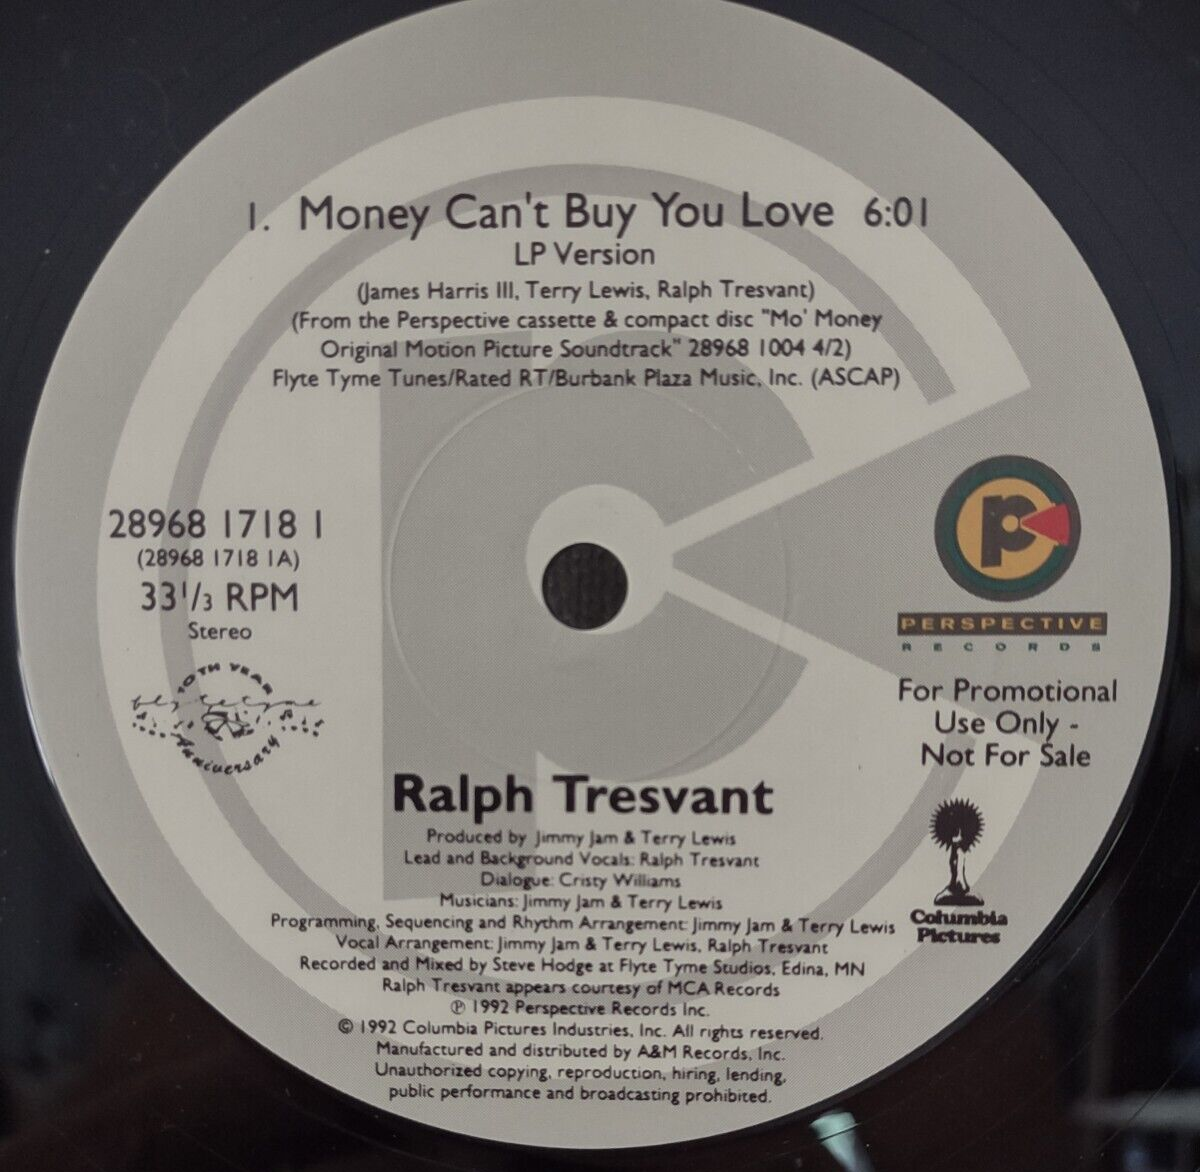 1. Money Can't Buy You Love 6:01
LP Version
(James Harris III, Terry Lewis, Ralph Tresvant)
(From the Perspective cassette & compact disc "Mo' Money
Original Motion Picture Soundtrack" 28968 1004 4/2)
Flyte Tyme Tunes/Rated RT/Burbank Plaza Music, Inc. (ASCAP)
28968 1718 1
(28968 1718 1A)
33 1/3 RPM
Stereo
10TH YEAR
flyte tyme
Anniversary
PERSPECTIVE
RECORDS
For Promotional
Use Only -
Not For Sale
Columbia
Pictures
Ralph Tresvant
Produced by Jimmy Jam & Terry Lewis
Lead and Background Vocals: Ralph Tresvant
Dialogue: Cristy Williams
Musicians: Jimmy Jam & Terry Lewis
Programming, Sequencing and Rhythm Arrangement: Jimmy Jam & Terry Lewis
Vocal Arrangement: Jimmy Jam & Terry Lewis, Ralph Tresvant
Recorded and Mixed by Steve Hodge at Flyte Tyme Studios, Edina, MN
Ralph Tresvant appears courtesy of MCA Records
℗ 1992 Perspective Records Inc.
© 1992 Columbia Pictures Industries, Inc. All rights reserved.
Manufactured and distributed by A&M Records, Inc.
Unauthorized copying, reproduction, hiring, lending,
public performance and broadcasting prohibited.